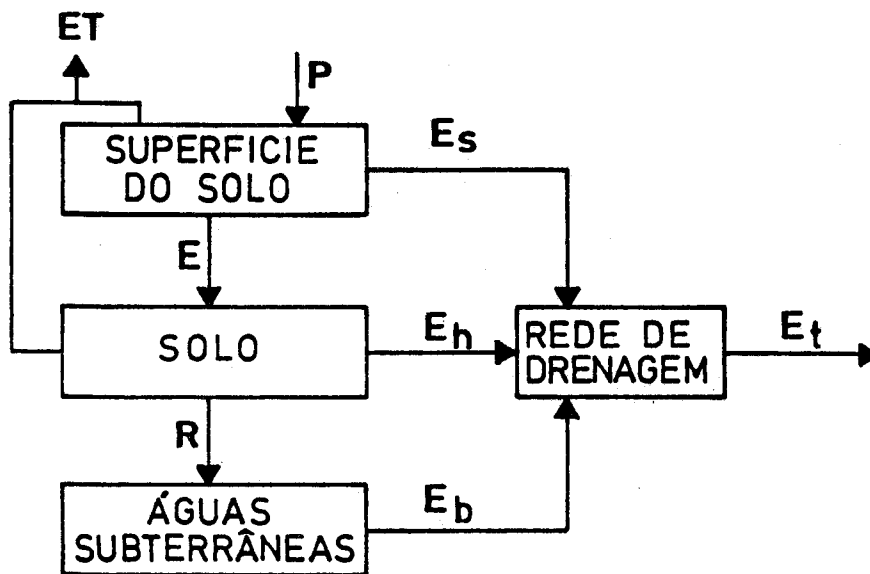 ET
P
SUPERFICIE
DO SOLO
Es
E
SOLO
Eh
REDE DE
DRENAGEM
Et
R
ÁGUAS
SUBTERRÂNEAS
Eb